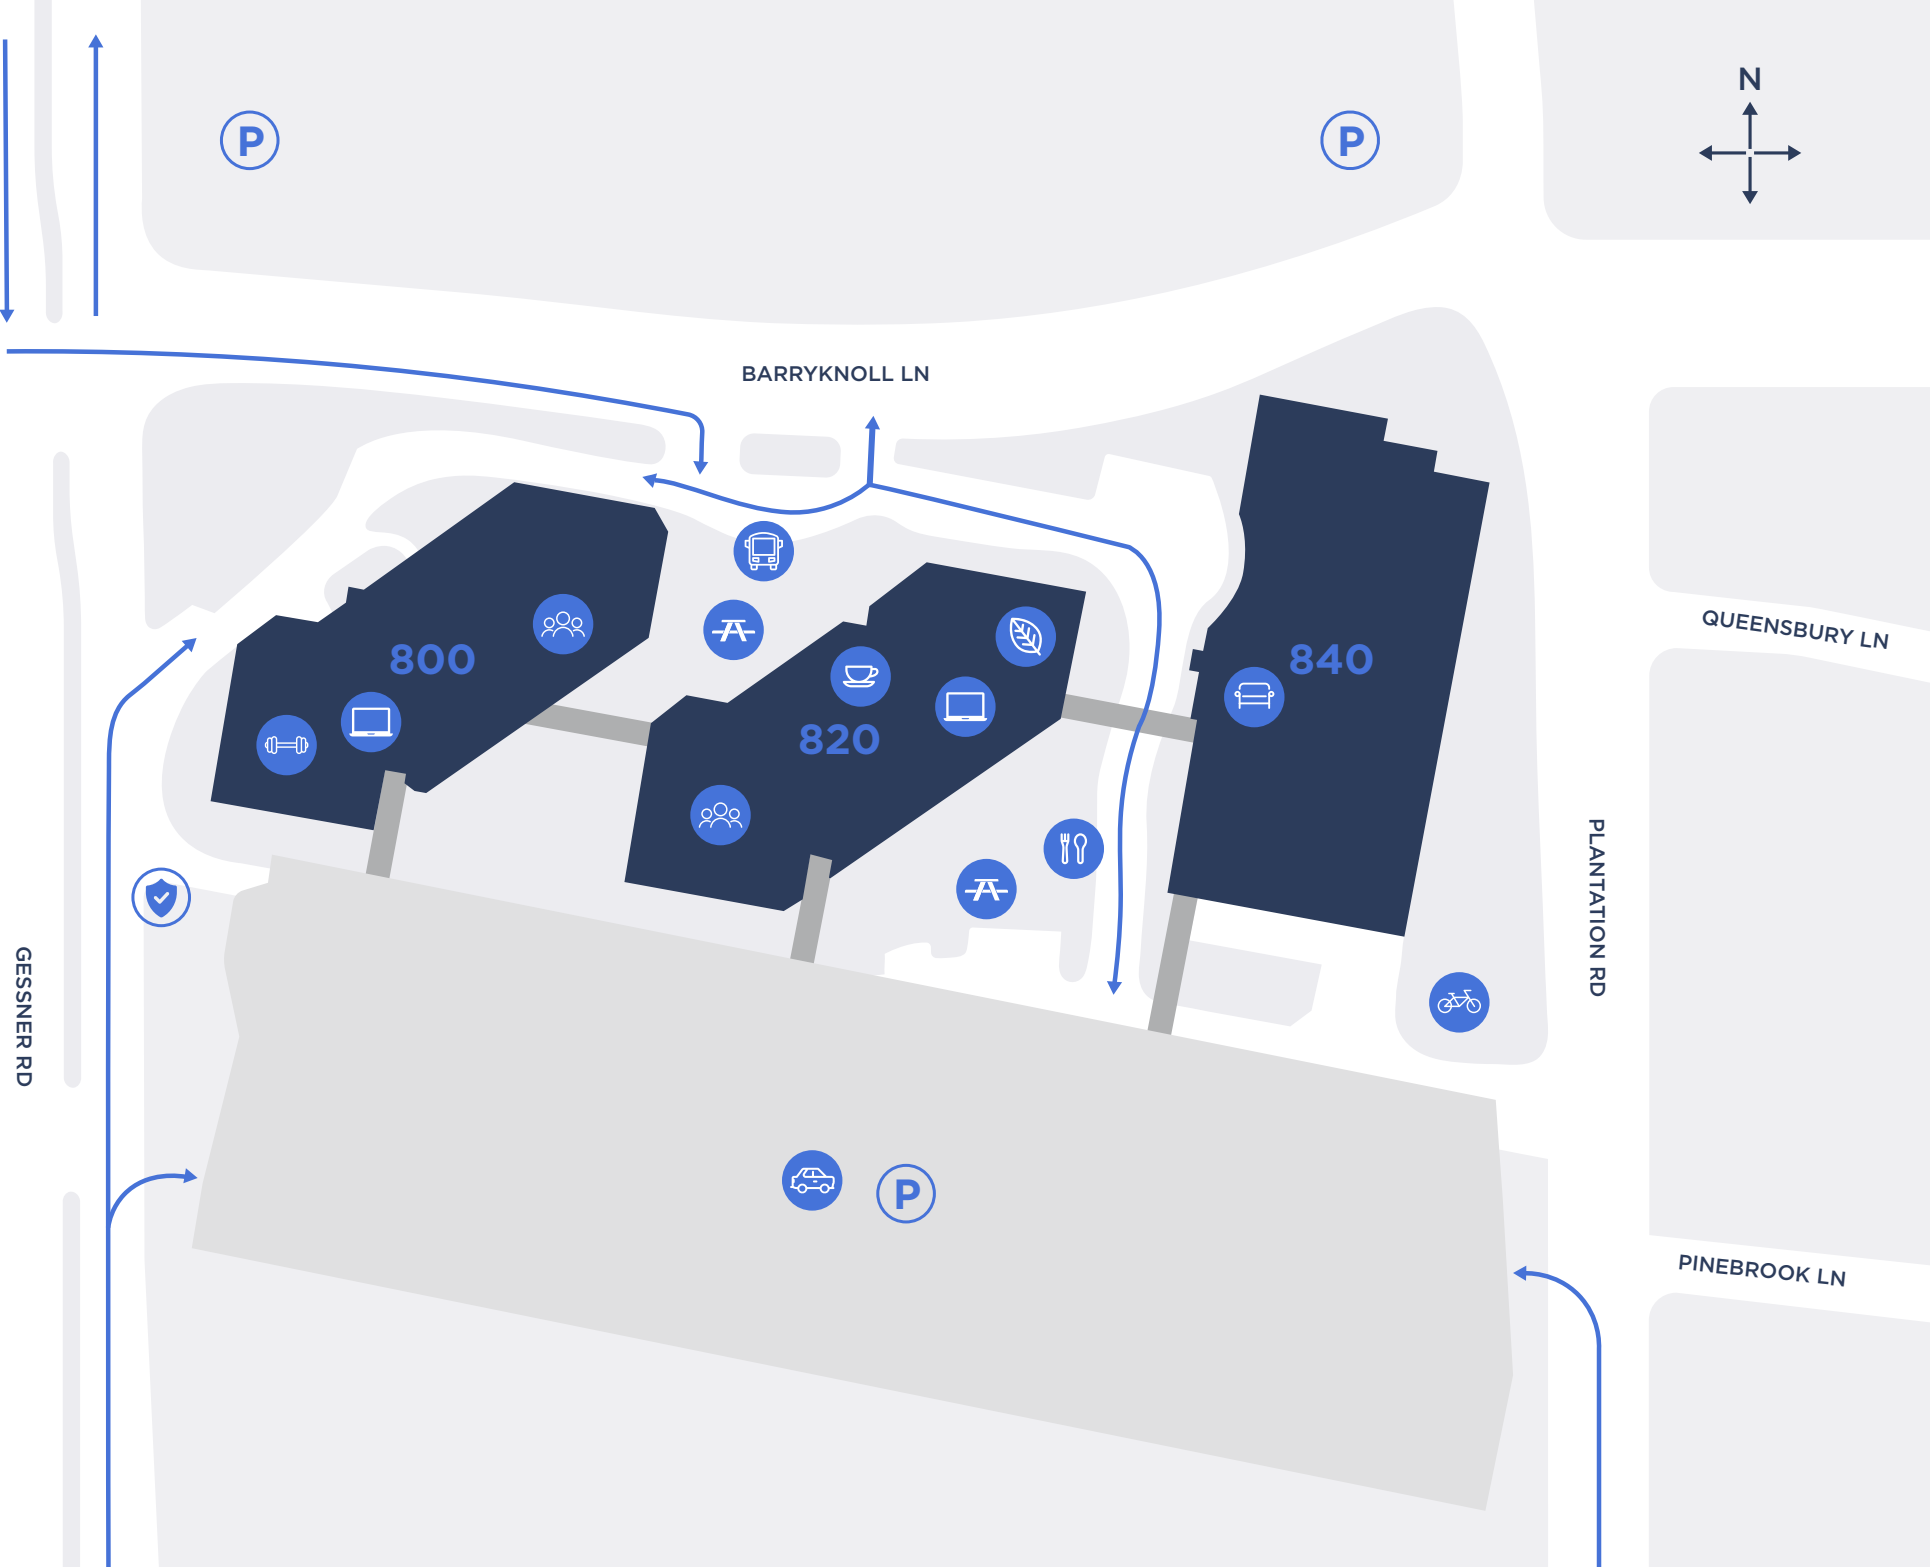 N
P
P
BARRYKNOLL LN
QUEENSBURY LN
800
840
820
PLANTATION RD
GESSNER RD
P
PINEBROOK LN